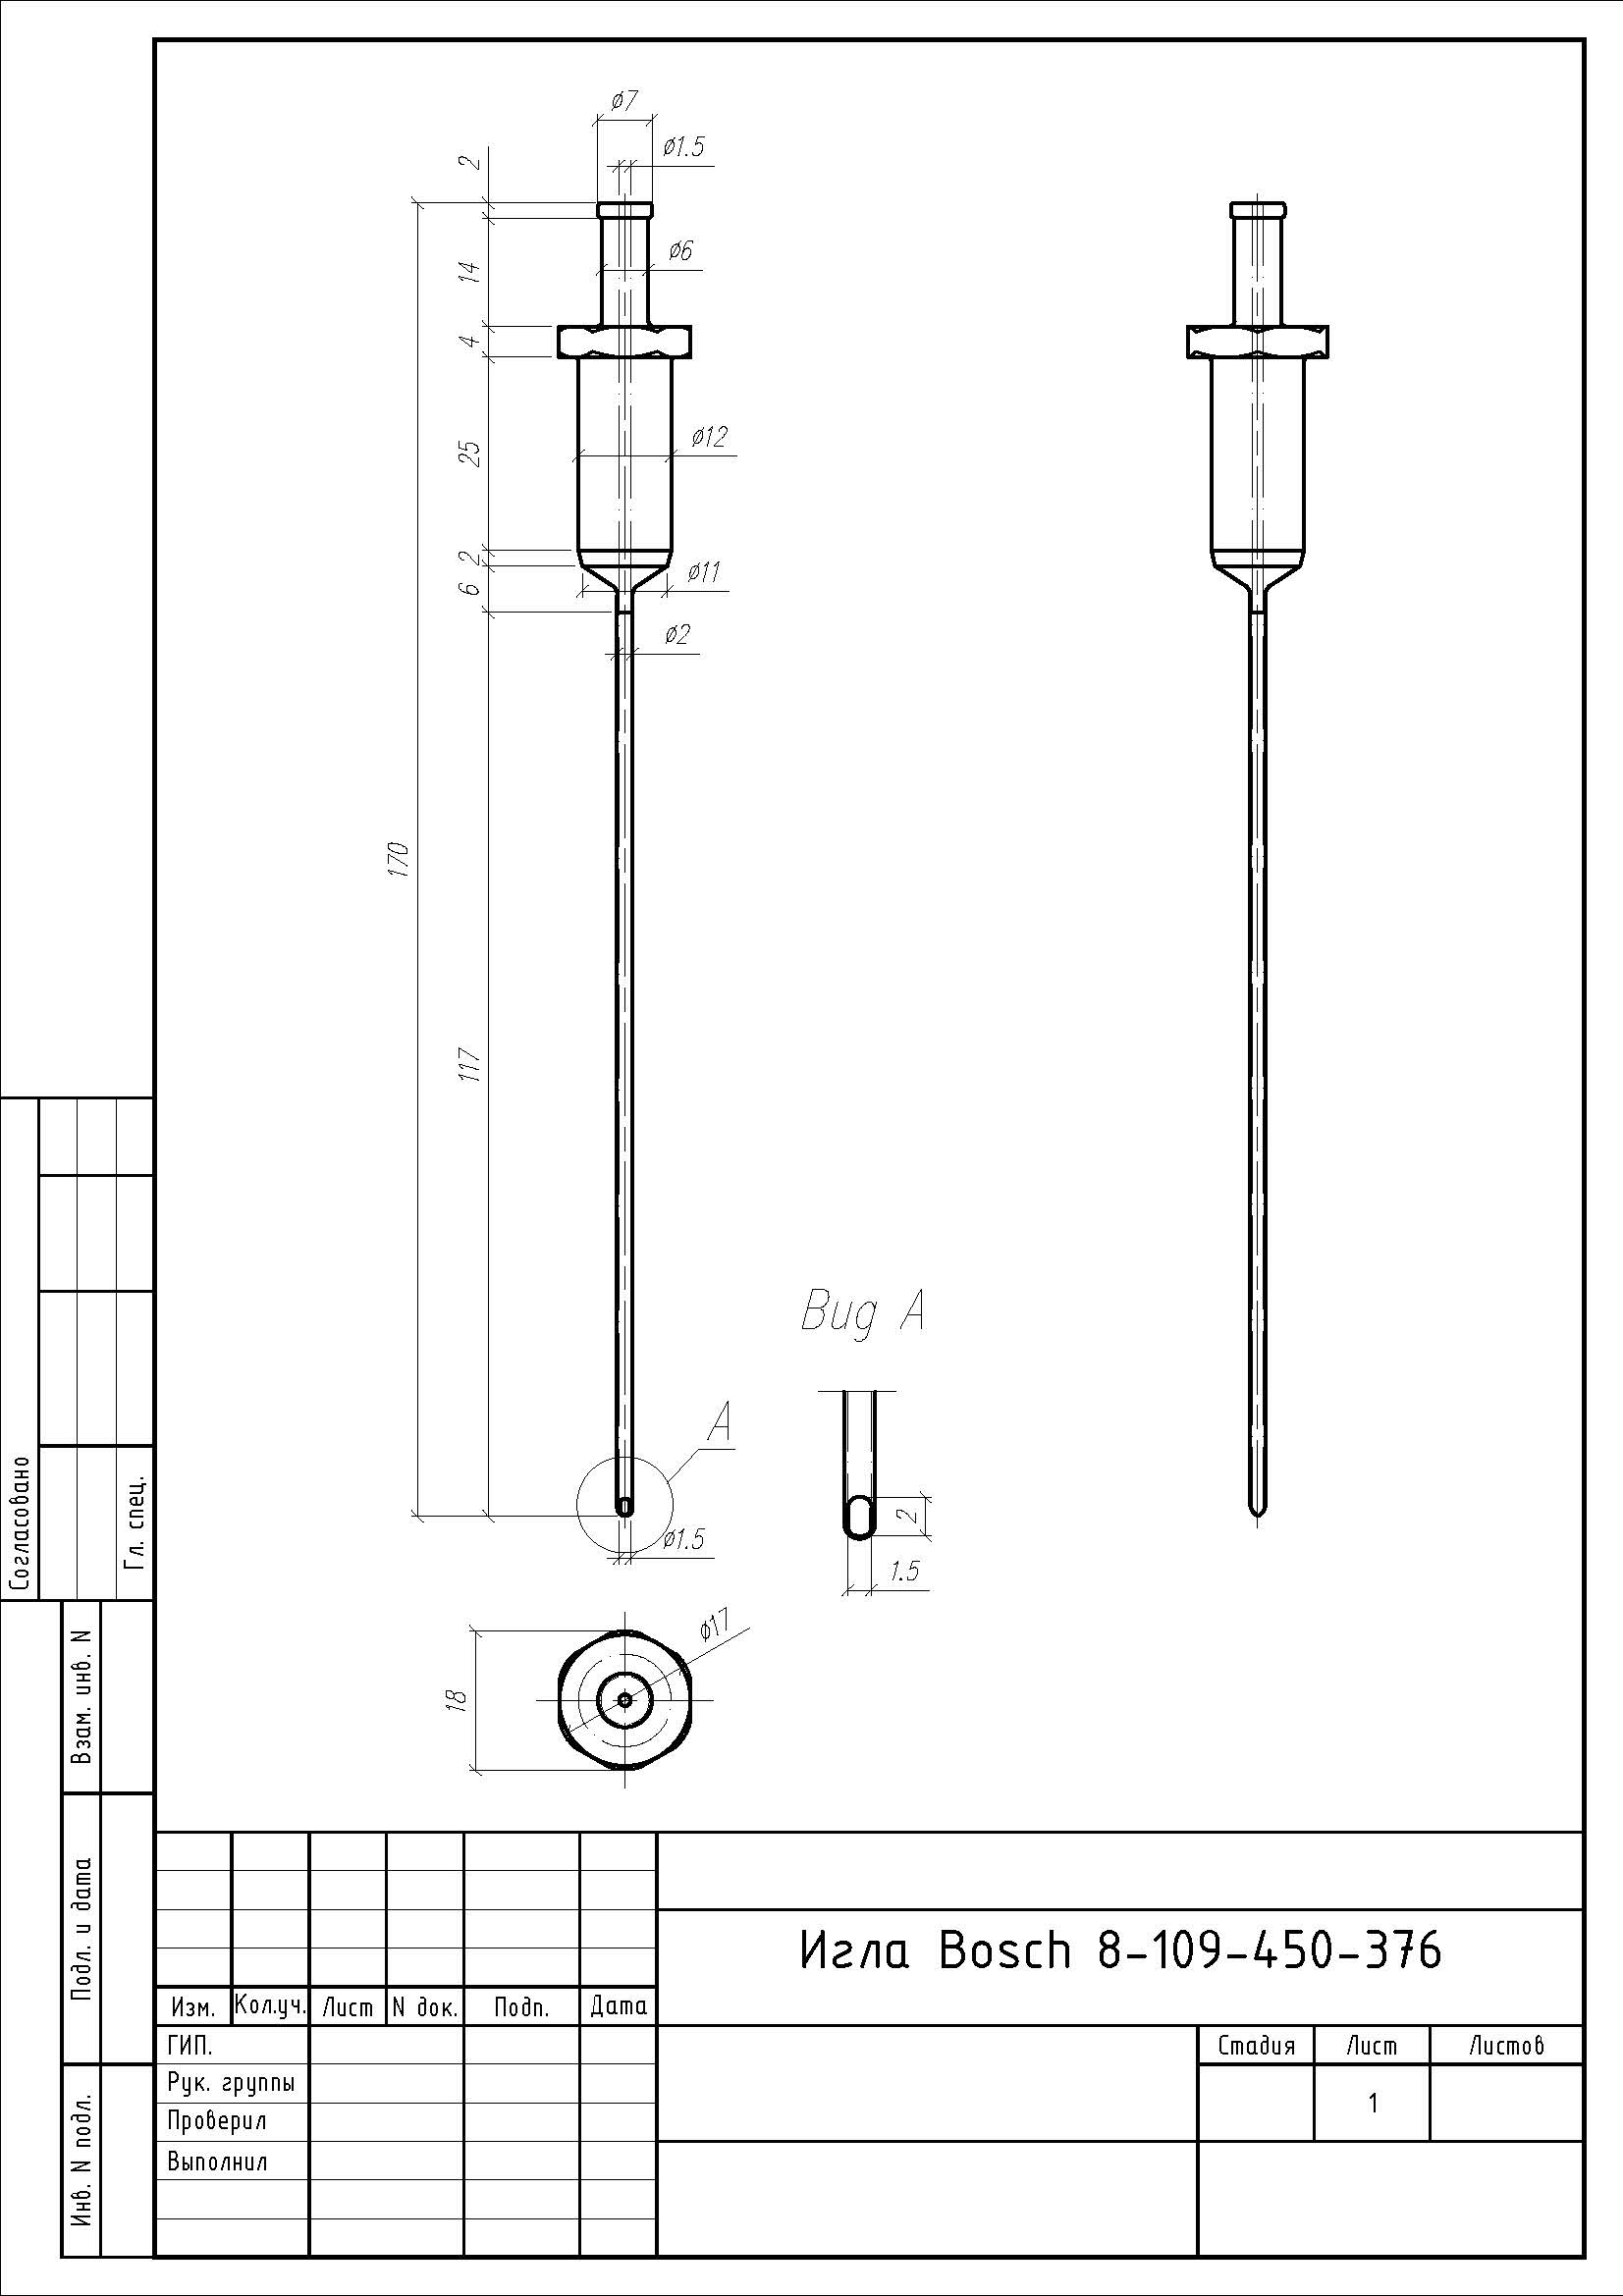 ø7
ø1.5
2
ø6
14
4
ø12
25
2
ø11
6
ø2
170
117
Вид А
А
ø1.5
2
1.5
ø17
18
Согласовано
Гл. спец.
Взам. инв. N
Подл. и дата
Инв. N подл.
Игла Bosch 8-109-450-376
Изм. Кол.уч. Лист N док. Подп. Дата
ГИП.
Рук. группы
Проверил
Выполнил
Стадия Лист Листов
1